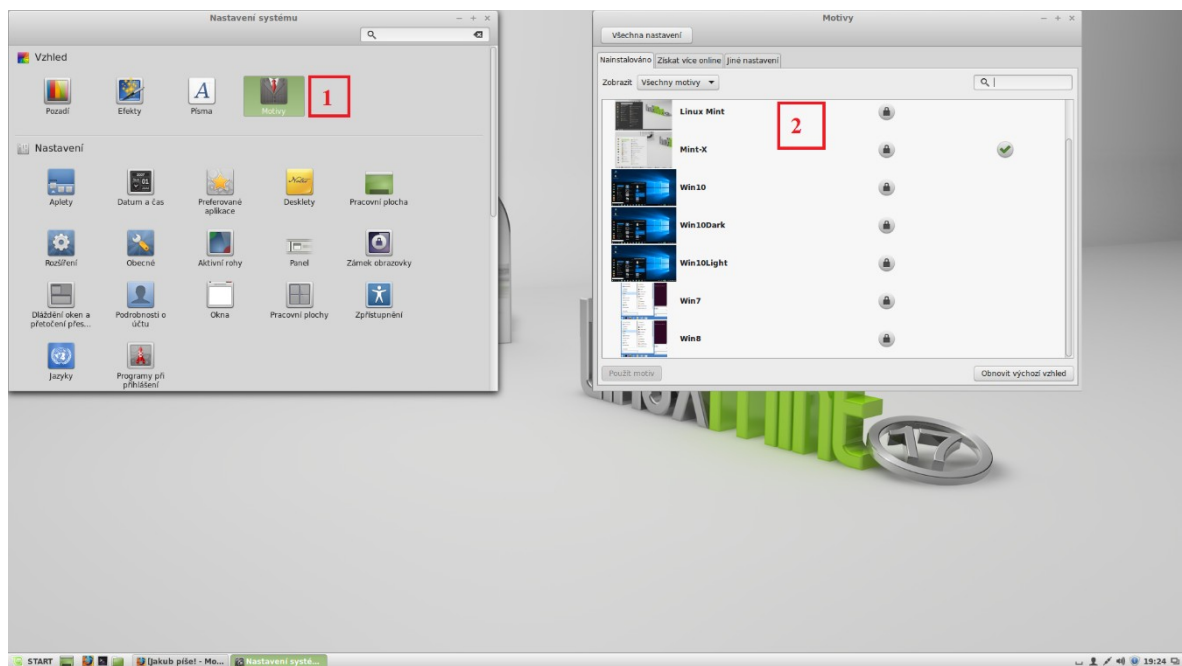 Nastavení systému
Vzhled
Pozadí
Efekty
Písma
Motivy
1
Nastavení
Aplety
Datum a čas
Preferované
aplikace
Desklety
Pracovní plocha
Rozšíření
Obecné
Aktivní rohy
Panel
Zámek obrazovky
Dláždění oken a
přetočení přes...
Podrobnosti o
účtu
Okna
Pracovní plochy
Zpřístupnění
Jazyky
Programy při
přihlášení
Motivy
Všechna nastavení
Nainstalováno Získat více online Jiné nastavení
Zobrazit Všechny motivy
Linux Mint
2
Mint-X
Win10
Win10Dark
Win10Light
Win7
Win8
Použít motiv
Obnovit výchozí vzhled
17
START
[Jakub píše! - Mo...
Nastavení systé...
19:24